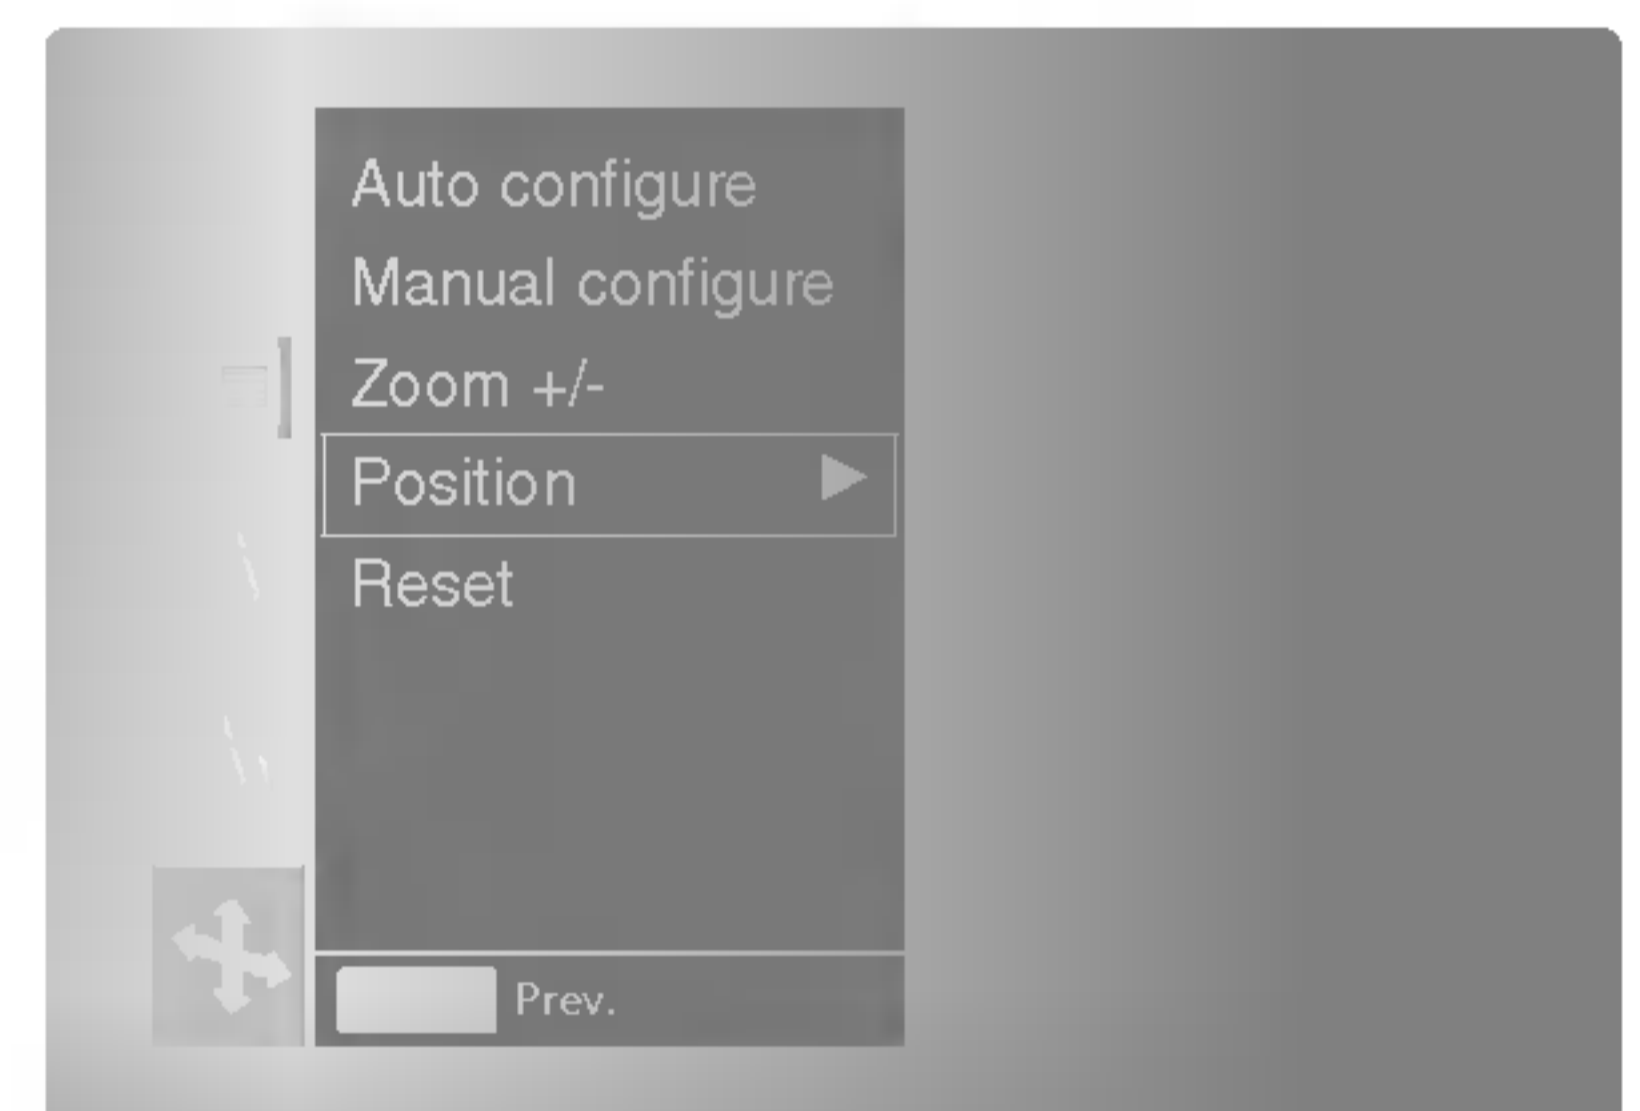 Auto configure
Manual configure
Zoom +/-
Position
Reset
Prev.